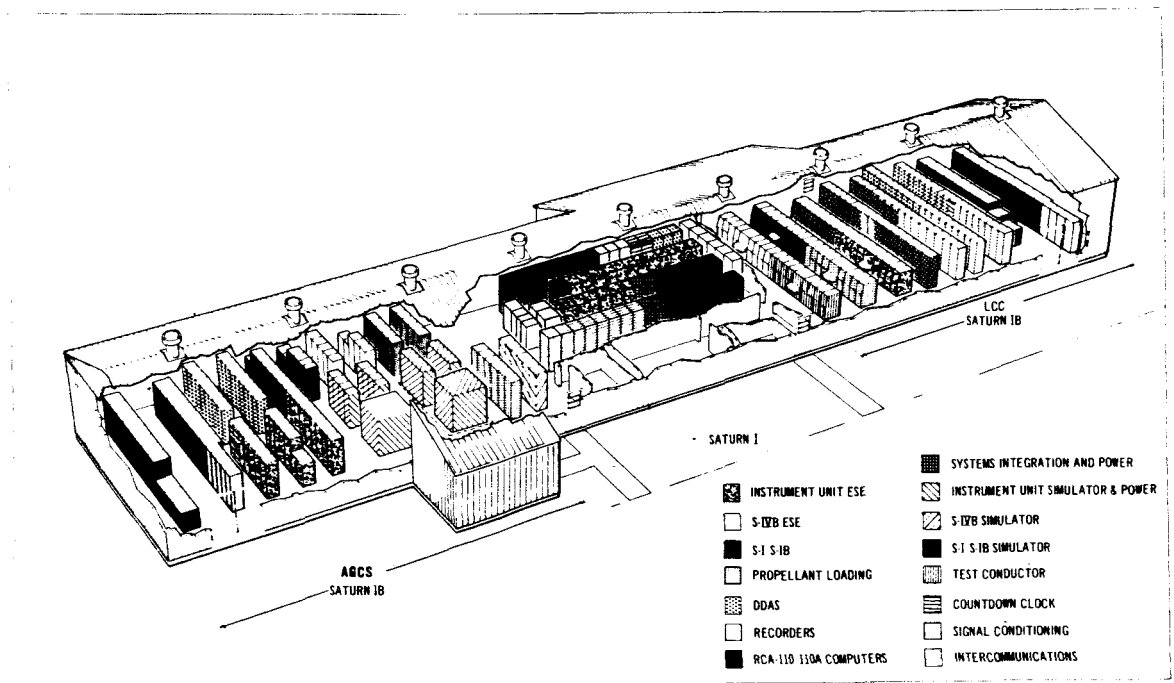 LCC
SATURN IB
SATURN I
AGCS
SATURN IB
INSTRUMENT UNIT ESE
S-IVB ESE
S-I S-IB
PROPELLANT LOADING
DDAS
RECORDERS
RCA-110 110A COMPUTERS
SYSTEMS INTEGRATION AND POWER
INSTRUMENT UNIT SIMULATOR & POWER
S-IVB SIMULATOR
S-I S-IB SIMULATOR
TEST CONDUCTOR
COUNTDOWN CLOCK
SIGNAL CONDITIONING
INTERCOMMUNICATIONS